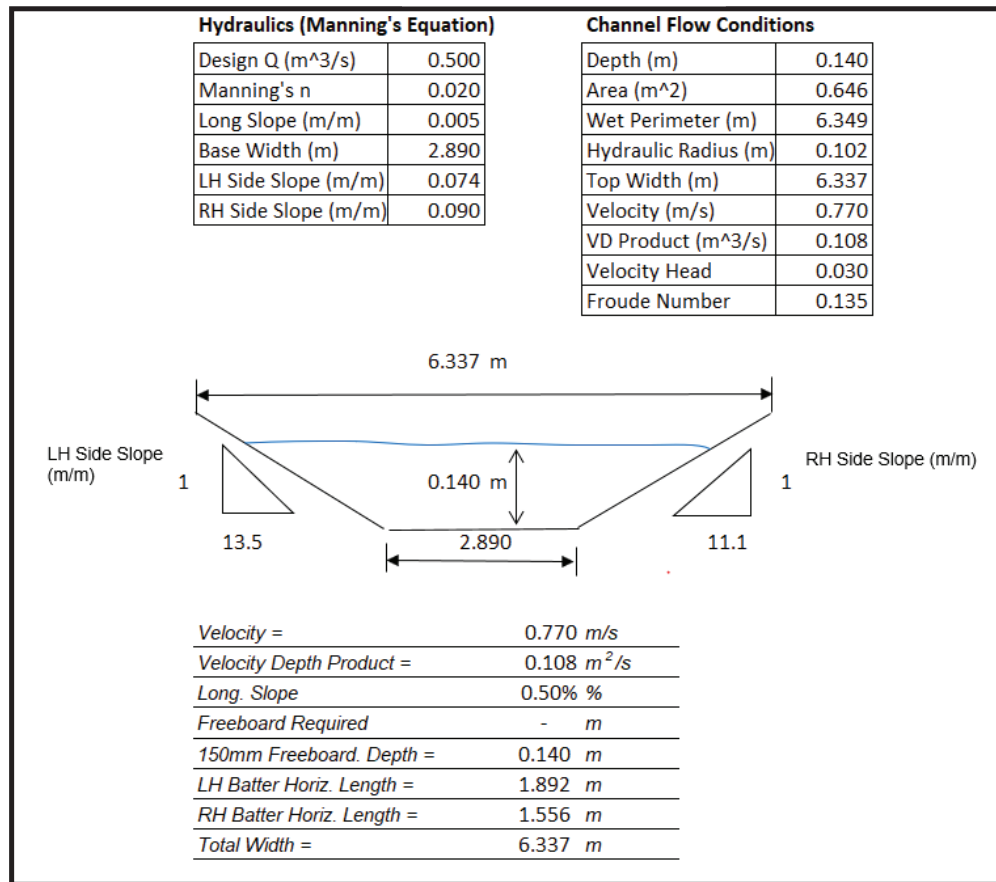 Hydraulics (Manning's Equation)
Design Q (m^3/s) 0.500
Manning's n 0.020
Long Slope (m/m) 0.005
Base Width (m) 2.890
LH Side Slope (m/m) 0.074
RH Side Slope (m/m) 0.090
Channel Flow Conditions
Depth (m) 0.140
Area (m^2) 0.646
Wet Perimeter (m) 6.349
Hydraulic Radius (m) 0.102
Top Width (m) 6.337
Velocity (m/s) 0.770
VD Product (m^3/s) 0.108
Velocity Head 0.030
Froude Number 0.135
6.337 m
LH Side Slope
(m/m)
1
13.5
0.140 m
2.890
RH Side Slope (m/m)
1
11.1
Velocity = 0.770 m/s
Velocity Depth Product = 0.108 m²/s
Long. Slope 0.50% %
Freeboard Required - m
150mm Freeboard. Depth = 0.140 m
LH Batter Horiz. Length = 1.892 m
RH Batter Horiz. Length = 1.556 m
Total Width = 6.337 m